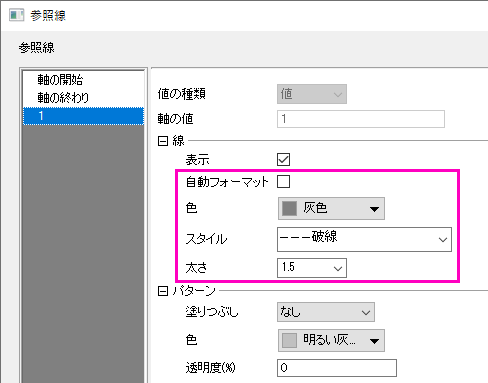 参照線
参照線
軸の開始
軸の終わり
1
値の種類 値
軸の値 1
線
表示
自動フォーマット
色 灰色
スタイル ーーー破線
太さ 1.5
パターン
塗りつぶし なし
色 明るい灰...
透明度(%) 0